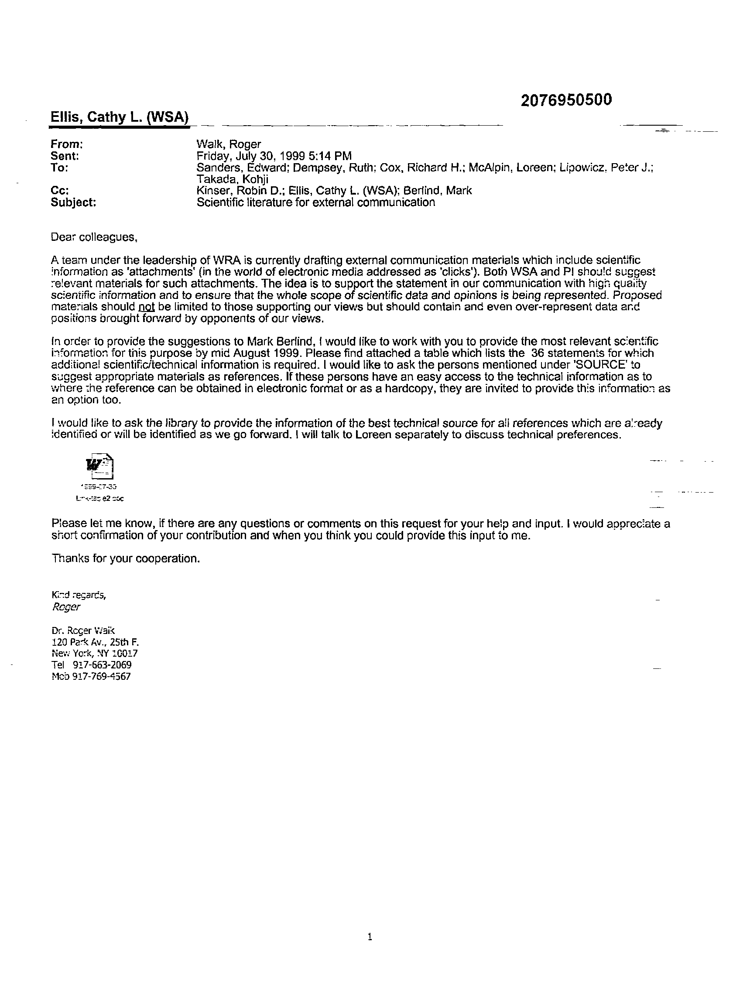 2076950500
Ellis, Cathy L. (WSA)
From: Walk, Roger
Sent: Friday, July 30, 1999 5:14 PM
To: Sanders, Edward; Dempsey, Ruth; Cox, Richard H.; McAlpin, Loreen; Lipowicz, Peter J.;
Takada, Kohji
Cc: Kinser, Robin D.; Ellis, Cathy L. (WSA); Berlind, Mark
Subject: Scientific literature for external communication
Dear colleagues,
A team under the leadership of WRA is currently drafting external communication materials which include scientific
information as 'attachments' (in the world of electronic media addressed as 'clicks'). Both WSA and PI should suggest
relevant materials for such attachments. The idea is to support the statement in our communication with high quality
scientific information and to ensure that the whole scope of scientific data and opinions is being represented. Proposed
materials should not be limited to those supporting our views but should contain and even over-represent data and
positions brought forward by opponents of our views.
In order to provide the suggestions to Mark Berlind, I would like to work with you to provide the most relevant scientific
information for this purpose by mid August 1999. Please find attached a table which lists the 36 statements for which
additional scientific/technical information is required. I would like to ask the persons mentioned under 'SOURCE' to
suggest appropriate materials as references. If these persons have an easy access to the technical information as to
where the reference can be obtained in electronic format or as a hardcopy, they are invited to provide this information as
an option too.
I would like to ask the library to provide the information of the best technical source for all references which are already
identified or will be identified as we go forward. I will talk to Loreen separately to discuss technical preferences.
Please let me know, if there are any questions or comments on this request for your help and input. I would appreciate a
short confirmation of your contribution and when you think you could provide this input to me.
Thanks for your cooperation.
Kind regards,
Roger
Dr. Roger Walk
120 Park Av., 25th F.
New York, NY 10017
Tel 917-663-2069
Mob 917-769-4567
1